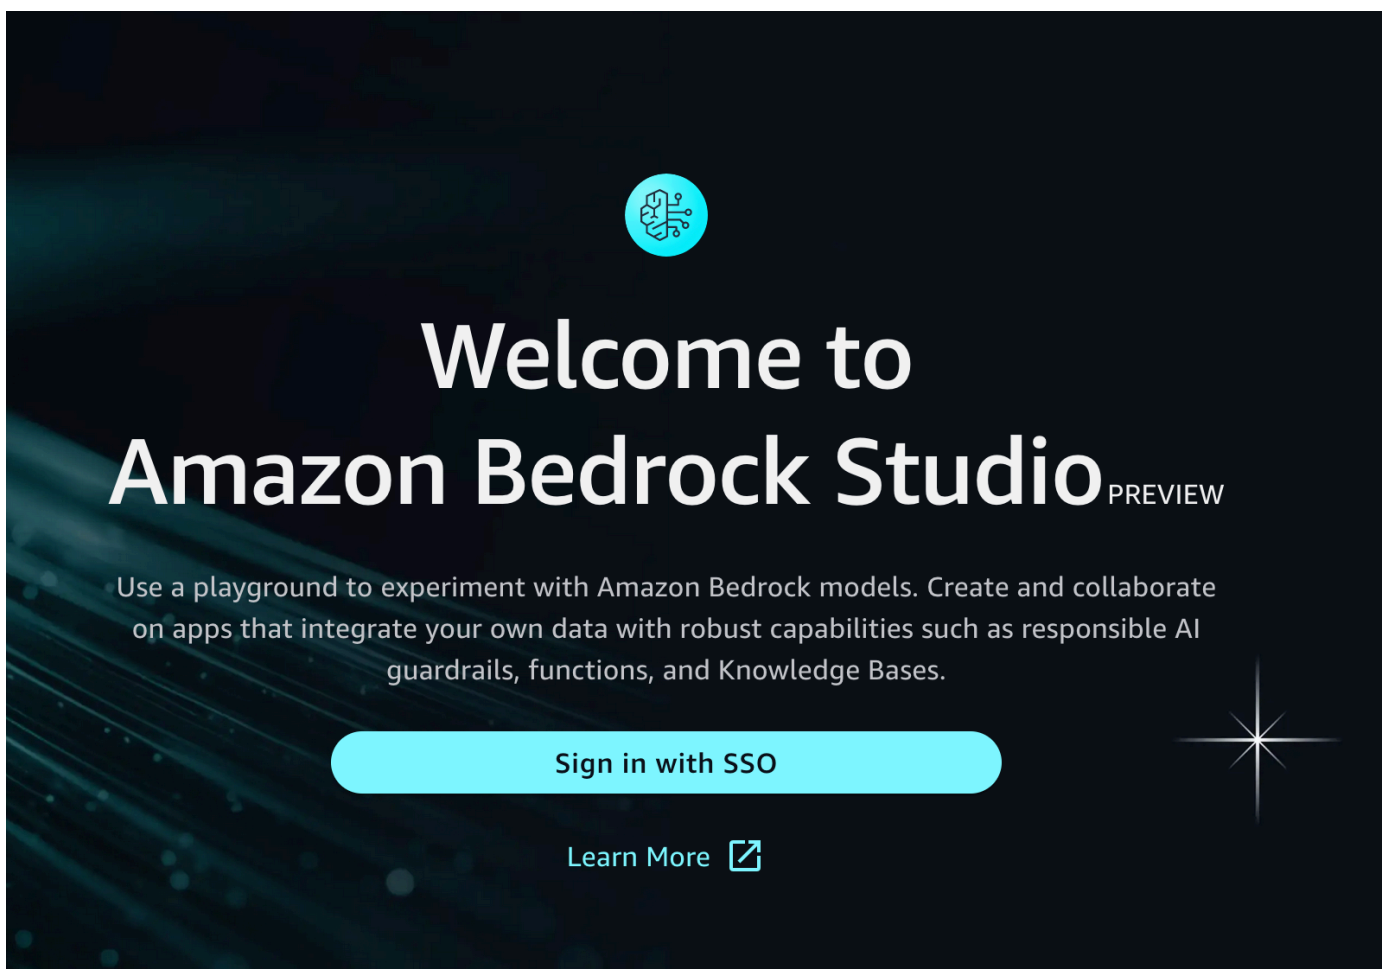 Welcome to
Amazon Bedrock Studio PREVIEW
Use a playground to experiment with Amazon Bedrock models. Create and collaborate
on apps that integrate your own data with robust capabilities such as responsible AI
guardrails, functions, and Knowledge Bases.
Sign in with SSO
Learn More